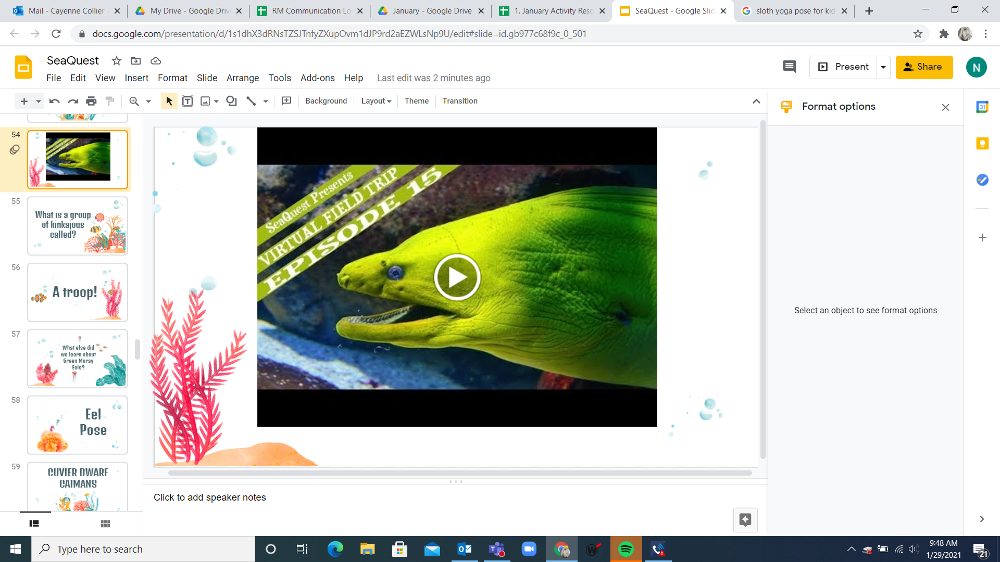 Mail - Cayenne Collier
My Drive - Google Driv
RM Communication Lo
January - Google Drive
1. January Activity Reso
SeaQuest - Google Slid
sloth yoga pose for kid
docs.google.com/presentation/d/1s1dhX3dRNsTZSJTnfyZXupOvm1dJP9rd2aEZWLsNp9U/edit#slide=id.gb977c68f9c_0_501
SeaQuest
Present
Share
N
File Edit View Insert Format Slide Arrange Tools Add-ons Help Last edit was 2 minutes ago
Background Layout Theme Transition
Format options
31
54
SeaQuest Presents
VIRTUAL FIELD TRIP
EPISODE 15
55
What is a group
of kinkajous
called?
56
A troop!
57
What else did
we learn about
Green Moray
Eels?
58
Eel
Pose
59
CUVIER DWARF
CAIMANS
Select an object to see format options
Click to add speaker notes
Type here to search
9:48 AM
1/29/2021
21